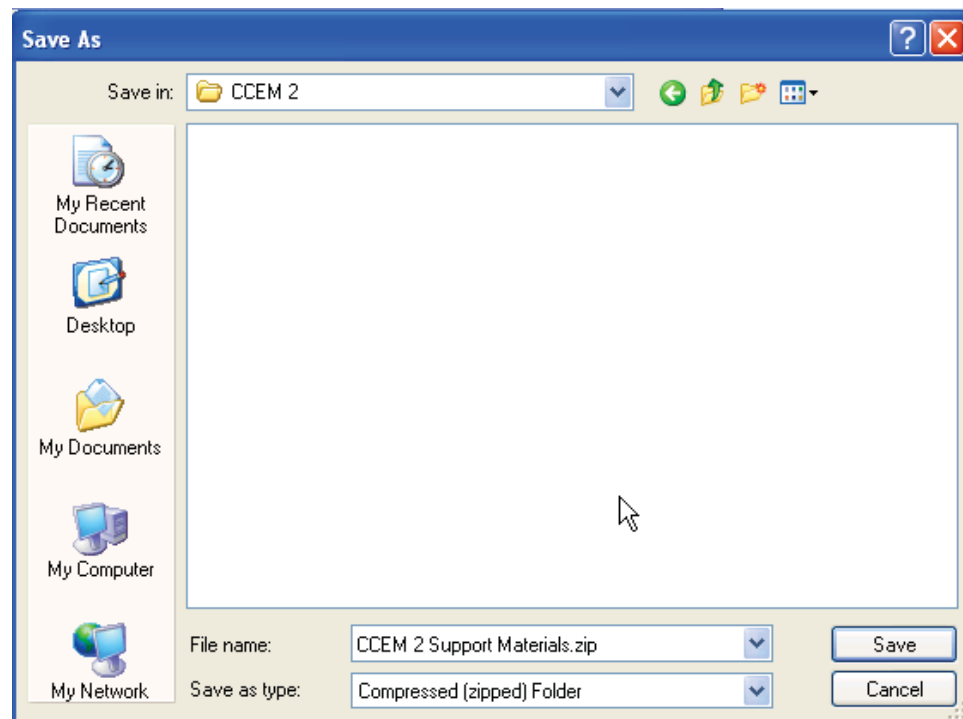 Save As
Save in: CCEM 2
My Recent
Documents
Desktop
My Documents
My Computer
My Network
File name: CCEM 2 Support Materials.zip Save
Save as type: Compressed (zipped) Folder Cancel